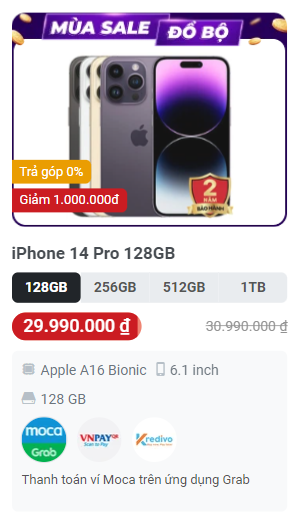 MÙA SALE ĐỔ BỘ
Trả góp 0%
Giảm 1.000.000đ
2
NĂM
BẢO HÀNH
iPhone 14 Pro 128GB
128GB 256GB 512GB 1TB
29.990.000 ₫ 30.990.000 ₫
Apple A16 Bionic 6.1 inch
128 GB
moca
Grab
VNPAYQR
Scan to Pay
Kredivo
Thanh toán ví Moca trên ứng dụng Grab